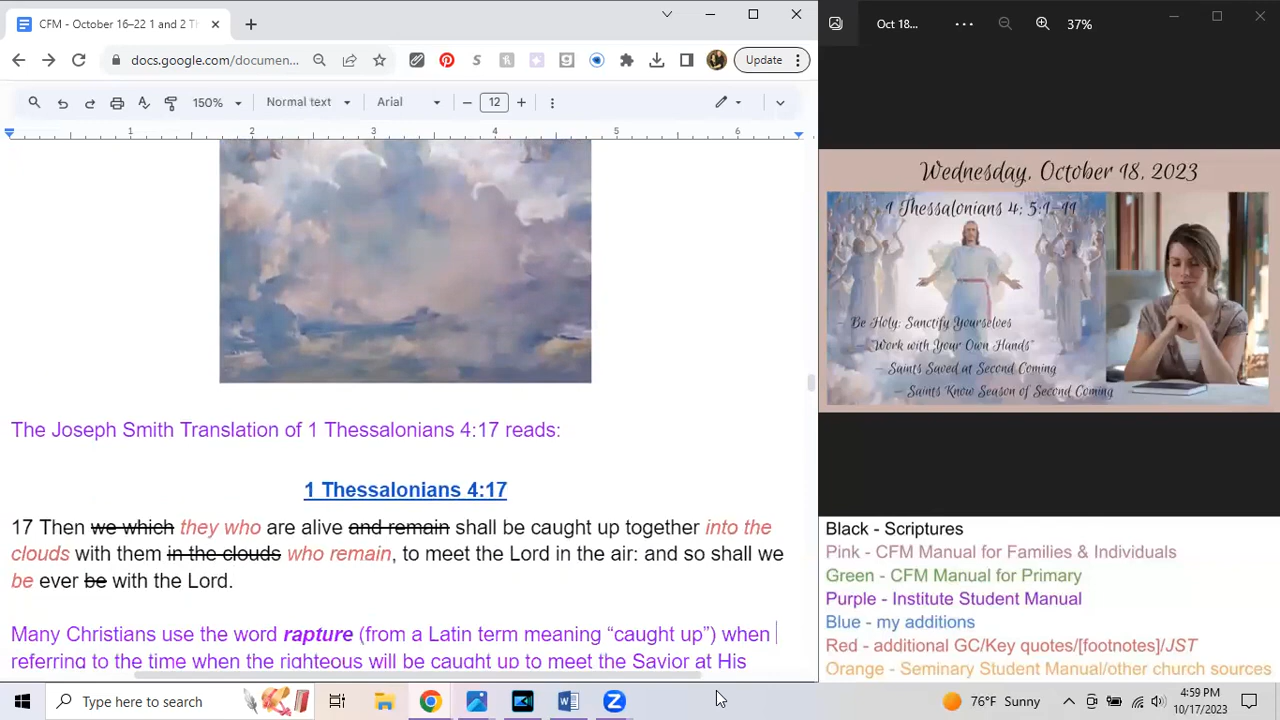 CFM - October 16–22 1 and 2 Th
docs.google.com/documen...
Update
150%
Normal text
Arial
12
1 2 3 4 5 6
The Joseph Smith Translation of 1 Thessalonians 4:17 reads:
1 Thessalonians 4:17
17 Then we which they who are alive and remain shall be caught up together into the
clouds with them in the clouds who remain, to meet the Lord in the air: and so shall we
be ever be with the Lord.
Many Christians use the word rapture (from a Latin term meaning “caught up”) when
referring to the time when the righteous will be caught up to meet the Savior at His
Oct 18...
37%
Wednesday, October 18, 2023
1 Thessalonians 4; 5:1–11
– Be Holy; Sanctify Yourselves
– "Work with Your Own Hands"
– Saints Saved at Second Coming
– Saints Know Season of Second Coming
Black - Scriptures
Pink - CFM Manual for Families & Individuals
Green - CFM Manual for Primary
Purple - Institute Student Manual
Blue - my additions
Red - additional GC/Key quotes/[footnotes]/JST
Orange - Seminary Student Manual/other church sources
Type here to search
76°F Sunny
4:59 PM
10/17/2023